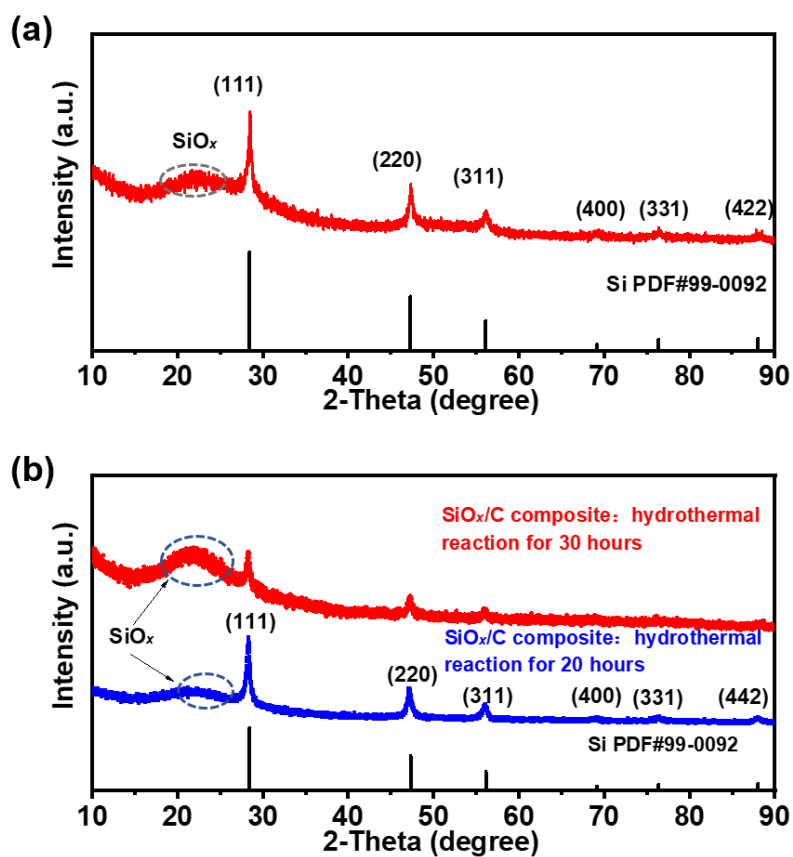 (a)
Intensity (a.u.)
(111)
SiOx
(220)
(311)
(400)
(331)
(422)
Si PDF#99-0092
10 20 30 40 50 60 70 80 90
2-Theta (degree)
(b)
Intensity (a.u.)
SiOx/C composite：hydrothermal
reaction for 30 hours
SiOx
(111)
SiOx/C composite：hydrothermal
reaction for 20 hours
(220)
(311)
(400)
(331)
(442)
Si PDF#99-0092
10 20 30 40 50 60 70 80 90
2-Theta (degree)